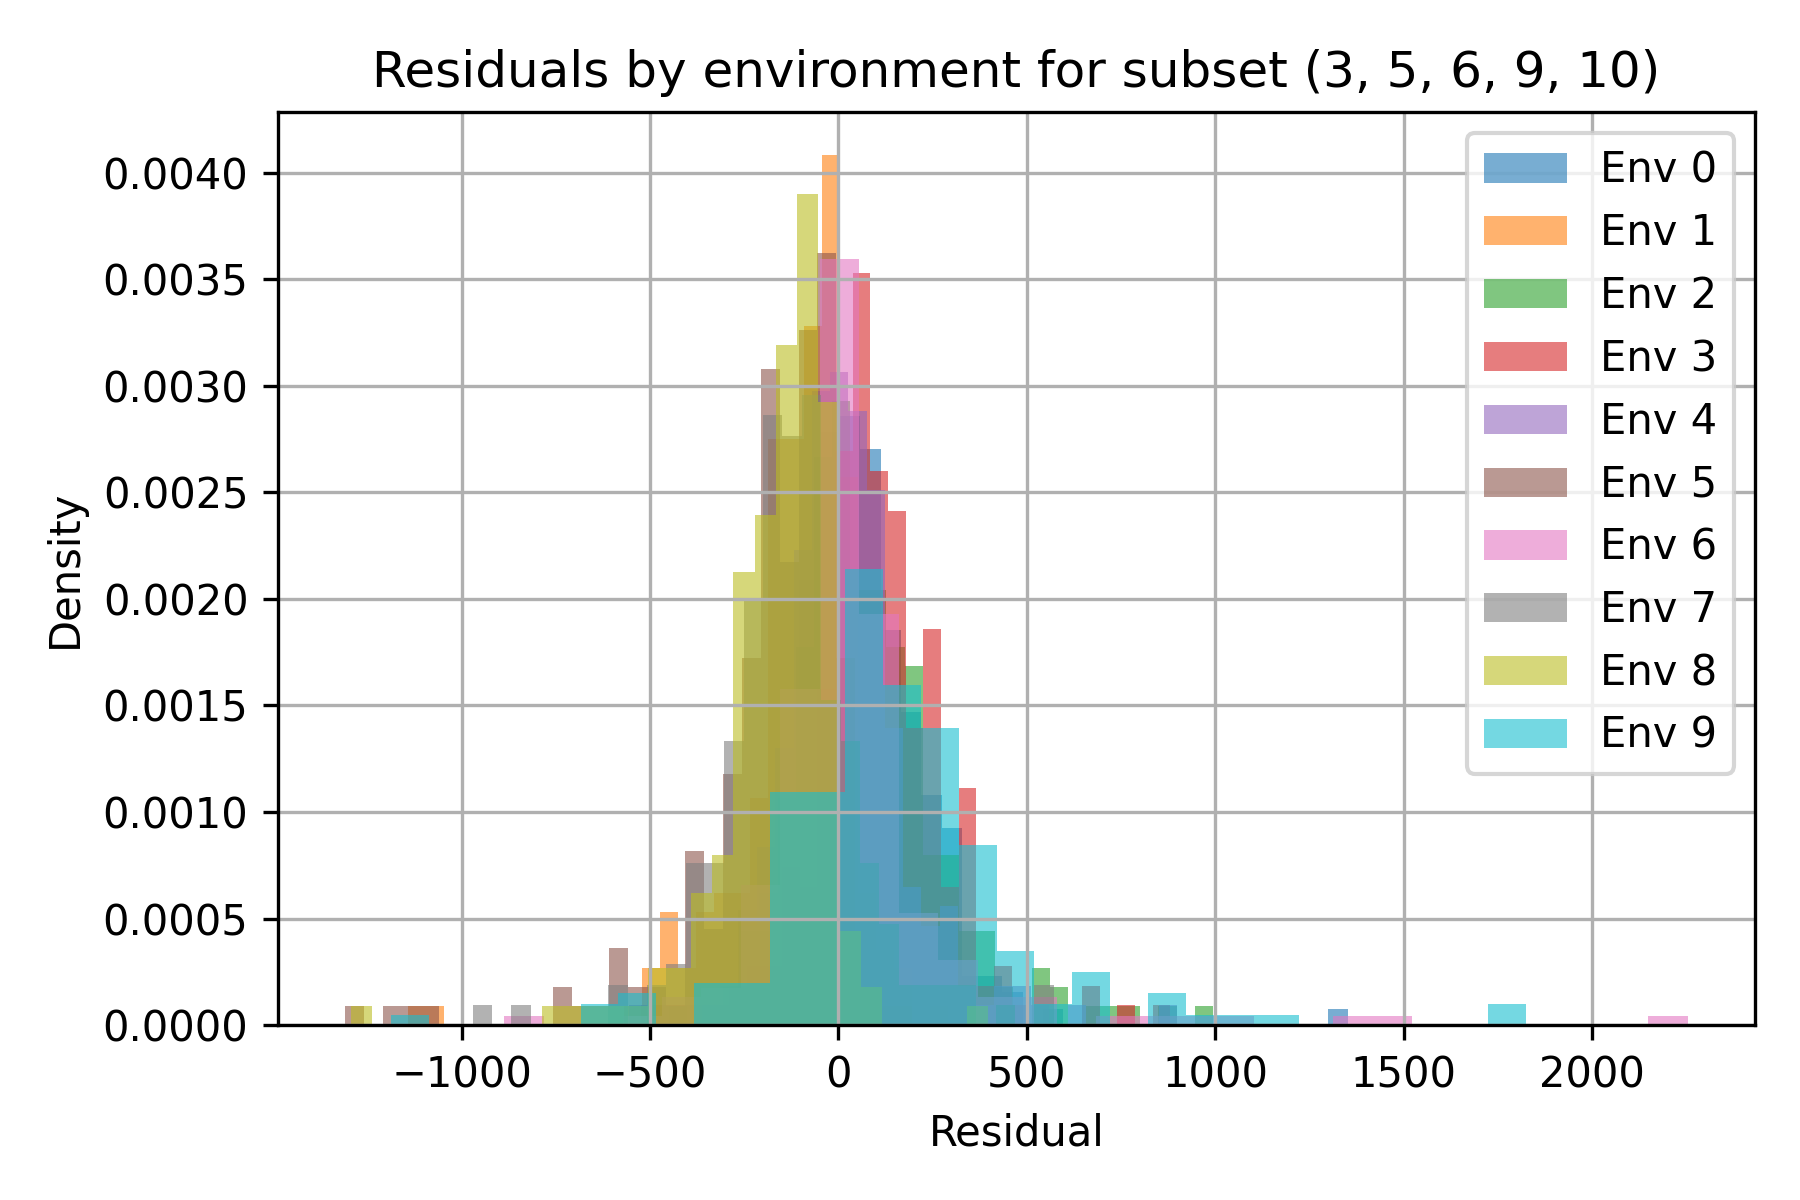 Residuals by environment for subset (3, 5, 6, 9, 10)
Density
0.0040
0.0035
0.0030
0.0025
0.0020
0.0015
0.0010
0.0005
0.0000
Env 0
Env 1
Env 2
Env 3
Env 4
Env 5
Env 6
Env 7
Env 8
Env 9
−1000 −500 0 500 1000 1500 2000
Residual